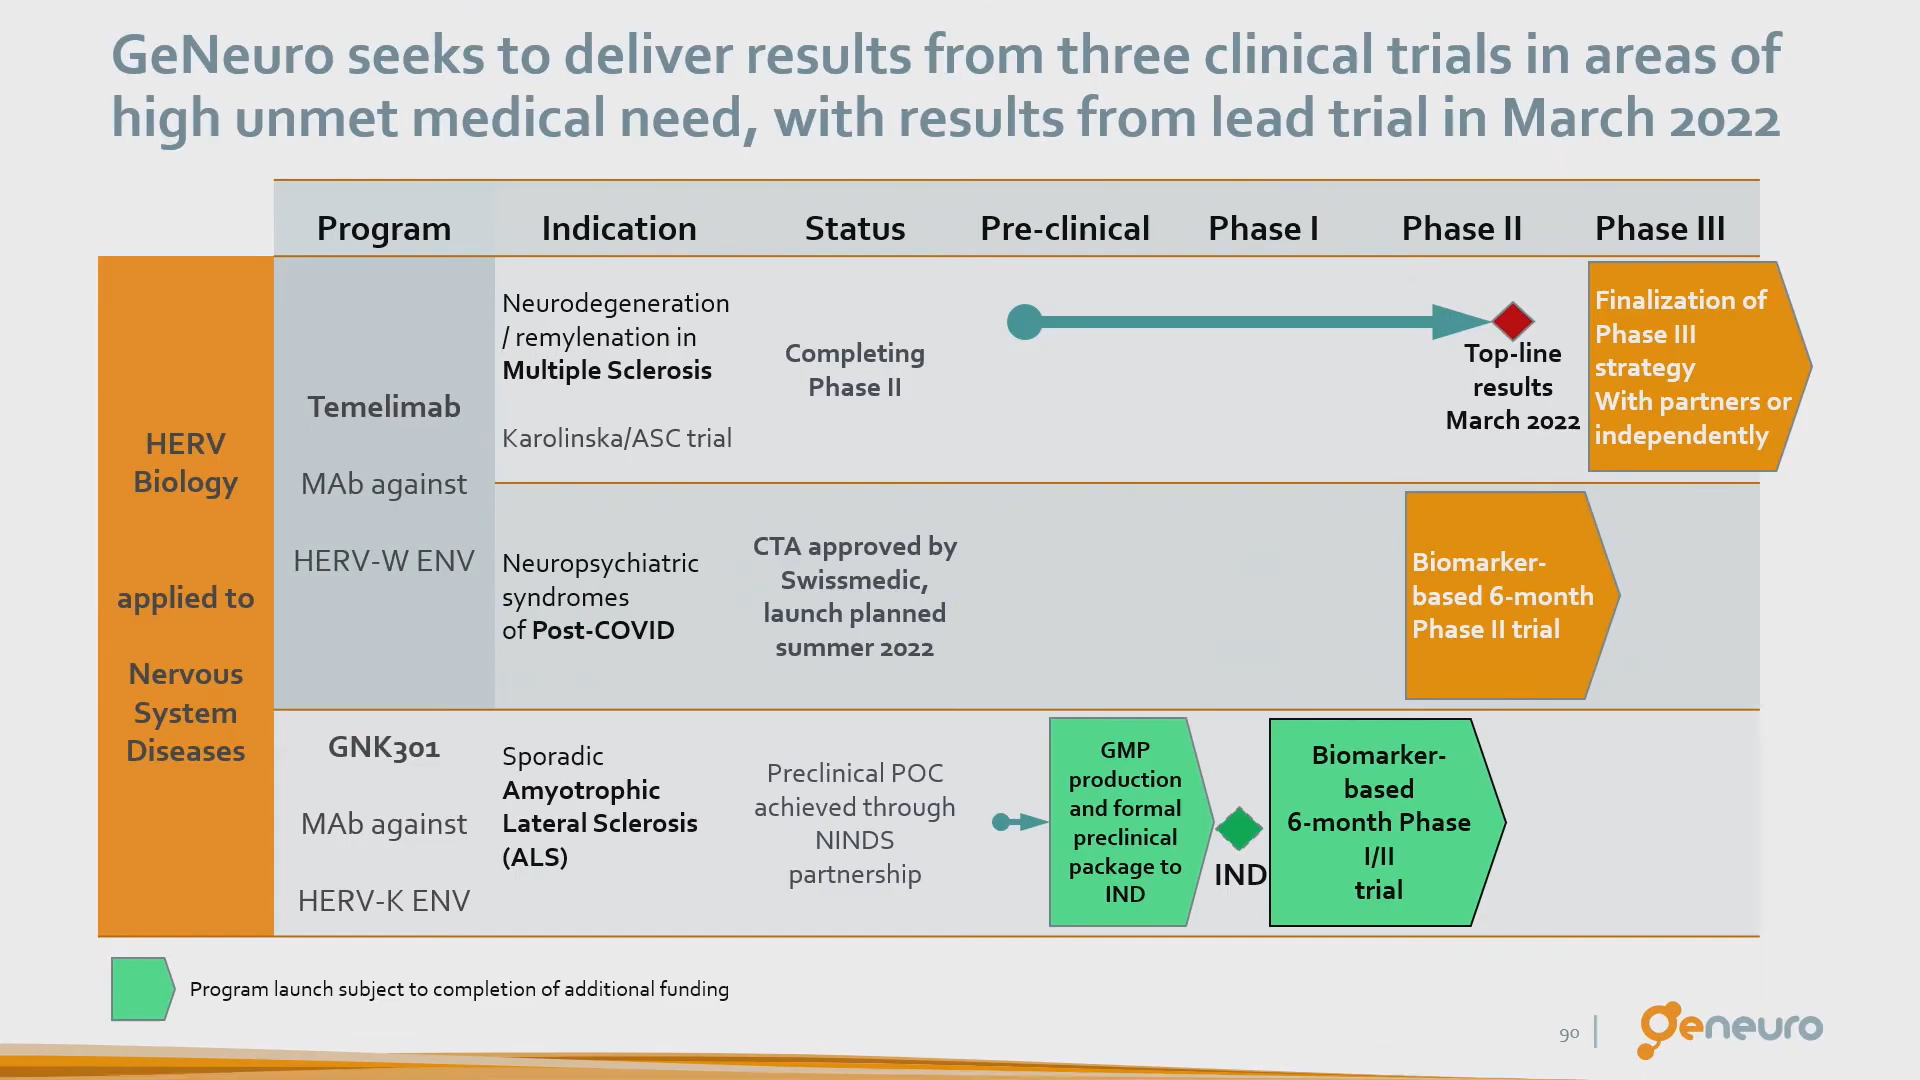 GeNeuro seeks to deliver results from three clinical trials in areas of
high unmet medical need, with results from lead trial in March 2022
Program
Indication
Status
Pre-clinical
Phase I
Phase II
Phase III
HERV
Biology
applied to
Nervous
System
Diseases
Temelimab
MAb against
HERV-W ENV
Neurodegeneration
/ remylenation in
Multiple Sclerosis
Karolinska/ASC trial
Completing
Phase II
Top-line
results
March 2022
Finalization of
Phase III
strategy
With partners or
independently
Neuropsychiatric
syndromes
of Post-COVID
CTA approved by
Swissmedic,
launch planned
summer 2022
Biomarker-
based 6-month
Phase II trial
GNK301
MAb against
HERV-K ENV
Sporadic
Amyotrophic
Lateral Sclerosis
(ALS)
Preclinical POC
achieved through
NINDS
partnership
GMP
production
and formal
preclinical
package to
IND
IND
Biomarker-
based
6-month Phase
I/II
trial
Program launch subject to completion of additional funding
90
geneuro